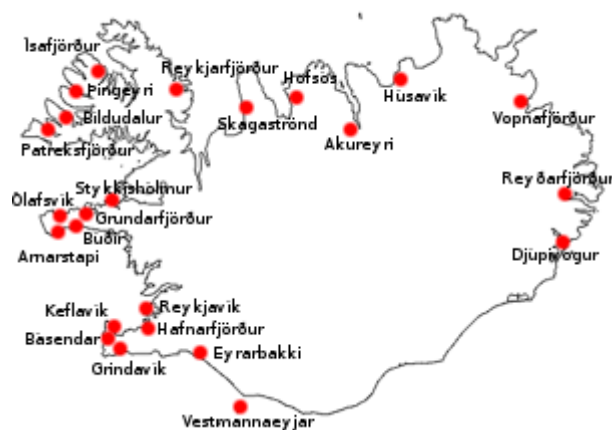 Ísafjörður
Reykjarfjörður
Hofsós
Húsavík
Þingeyri
Bíldudalur
Skagaströnd
Vopnafjörður
Akureyri
Patreksfjörður
Reyðarfjörður
Stykkishólmur
Ólafsvík
Grundarfjörður
Búðir
Djúpivogur
Arnarstapi
Reykjavík
Keflavík
Hafnarfjörður
Básendar
Eyrarbakki
Grindavík
Vestmannaeyjar